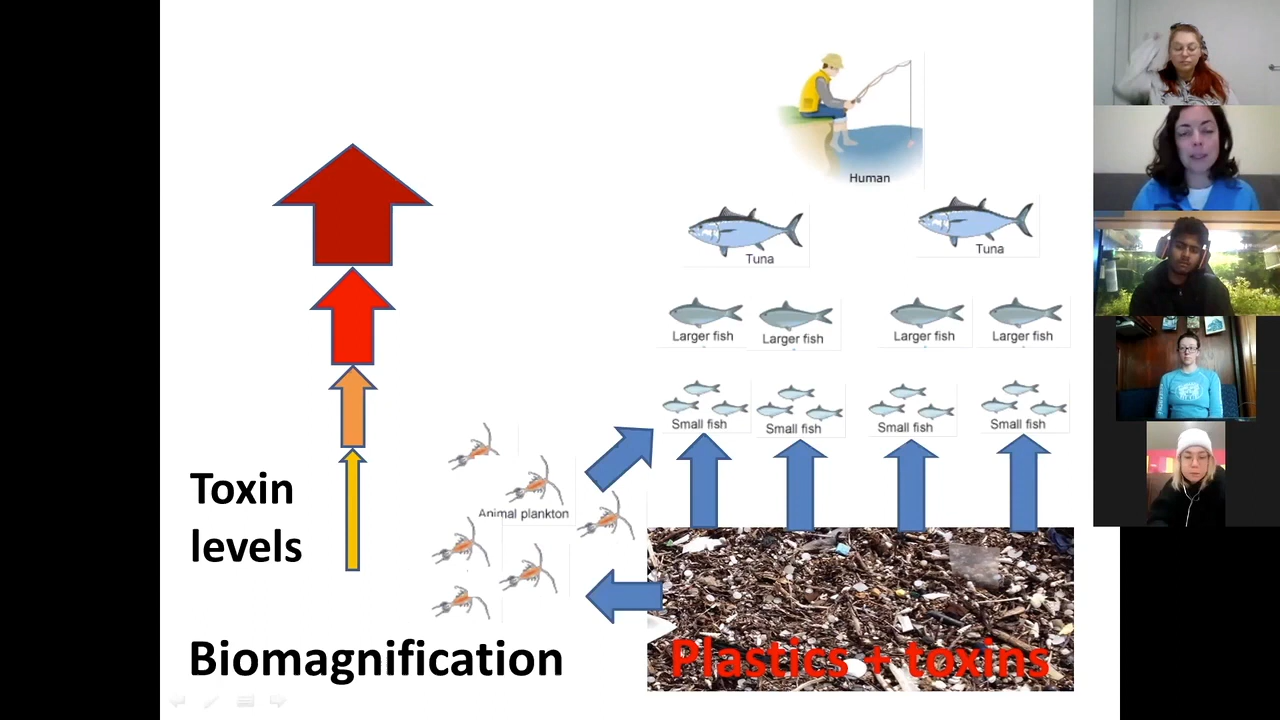 Human
Tuna
Tuna
Larger fish
Larger fish
Larger fish
Larger fish
Small fish
Small fish
Small fish
Small fish
Animal plankton
Toxin
levels
Biomagnification
Plastics + toxins